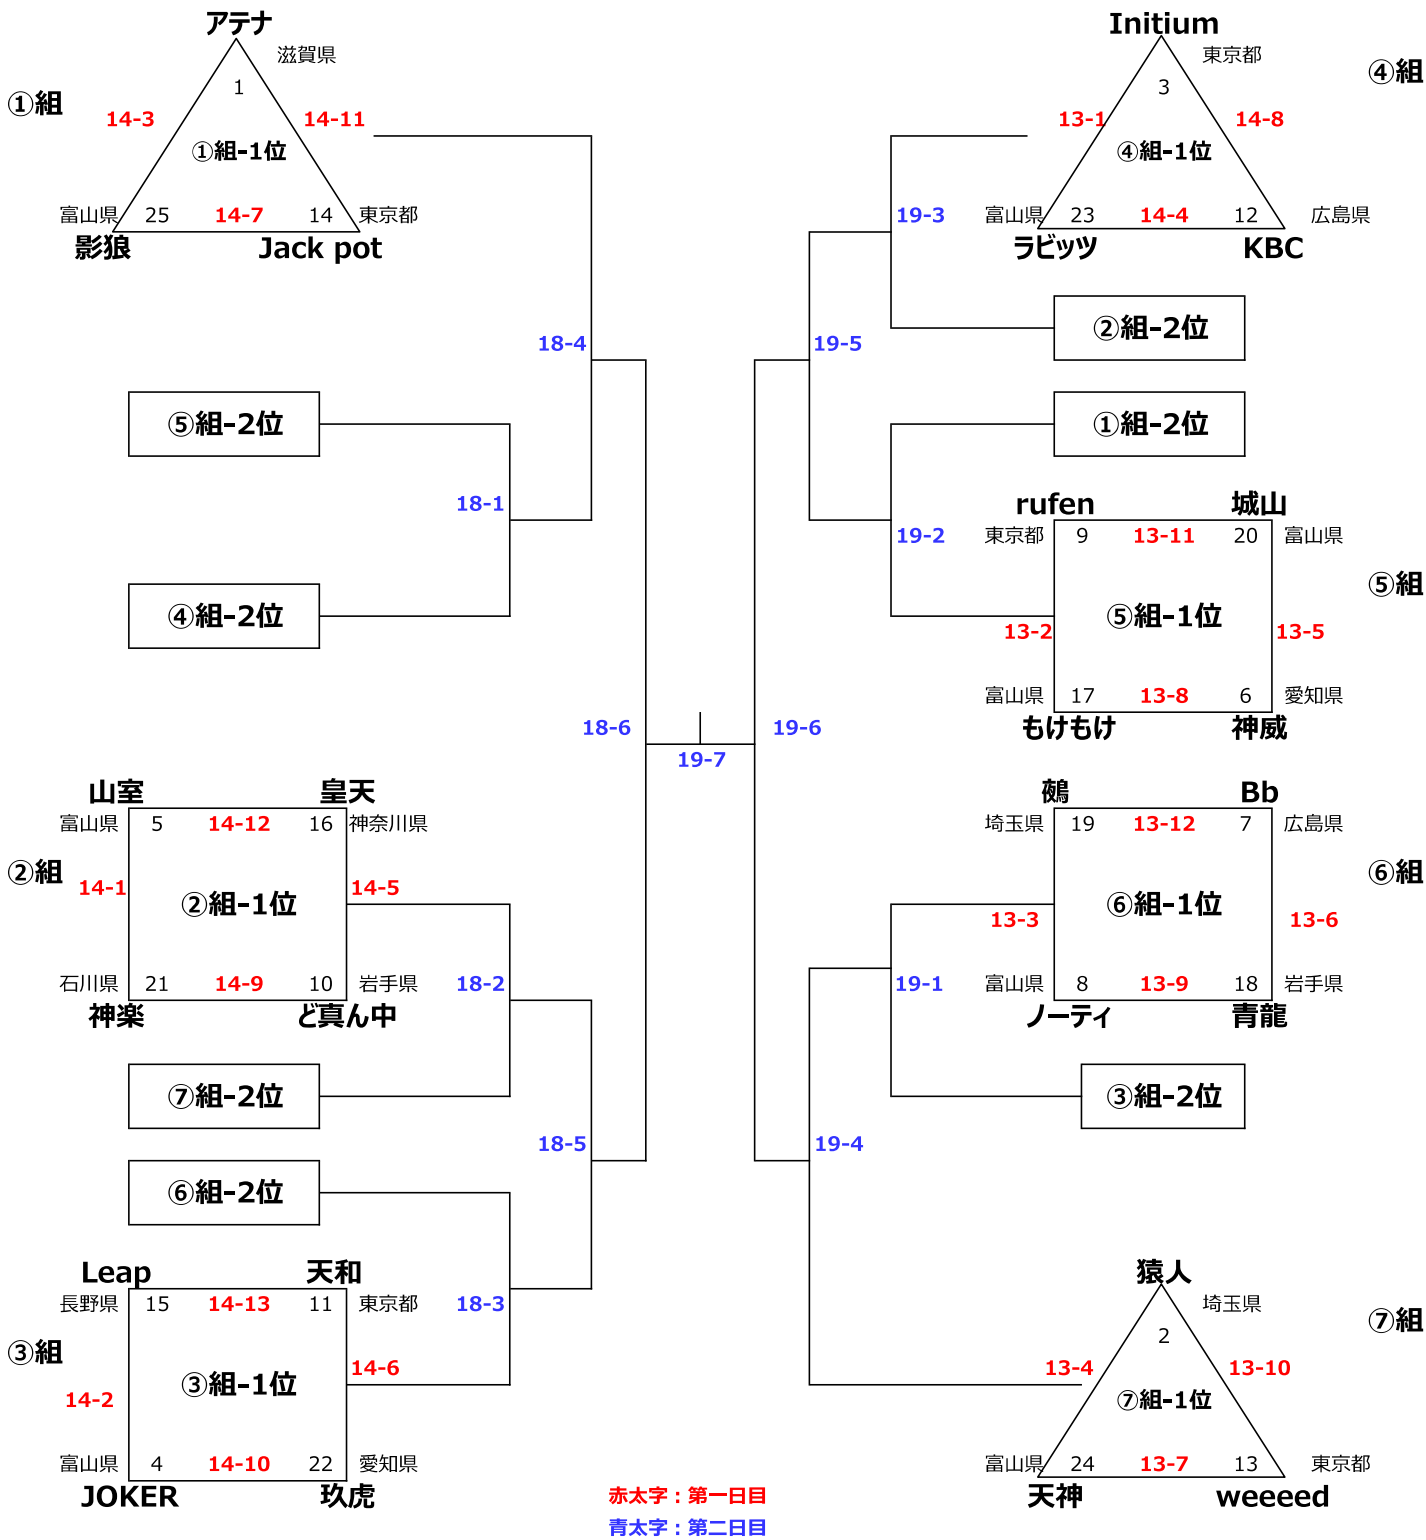 アテナ
滋賀県
①組
1
14-3
14-11
①組-1位
富山県
25
14-7
14
東京都
影狼
Jack pot
18-4
⑤組-2位
18-1
④組-2位
18-6
山室
皇天
富山県
5
14-12
16
神奈川県
②組
14-1
②組-1位
14-5
石川県
21
14-9
10
岩手県
神楽
ど真ん中
18-2
⑦組-2位
18-5
⑥組-2位
Leap
天和
長野県
15
14-13
11
東京都
18-3
③組
14-2
③組-1位
14-6
富山県
4
14-10
22
愛知県
JOKER
玖虎
19-7
Initium
東京都
④組
3
13-1
14-8
④組-1位
19-3
富山県
23
14-4
12
広島県
ラビッツ
KBC
②組-2位
19-5
①組-2位
rufen
城山
19-2
東京都
9
13-11
20
富山県
⑤組
⑤組-1位
13-2
13-5
富山県
17
13-8
6
愛知県
もけもけ
神威
19-6
鵺
Bb
埼玉県
19
13-12
7
広島県
⑥組
⑥組-1位
13-3
13-6
19-1
富山県
8
13-9
18
岩手県
ノーティ
青龍
③組-2位
19-4
猿人
埼玉県
⑦組
2
13-4
13-10
⑦組-1位
富山県
24
13-7
13
東京都
天神
weeeed
赤太字：第一日目
青太字：第二日目